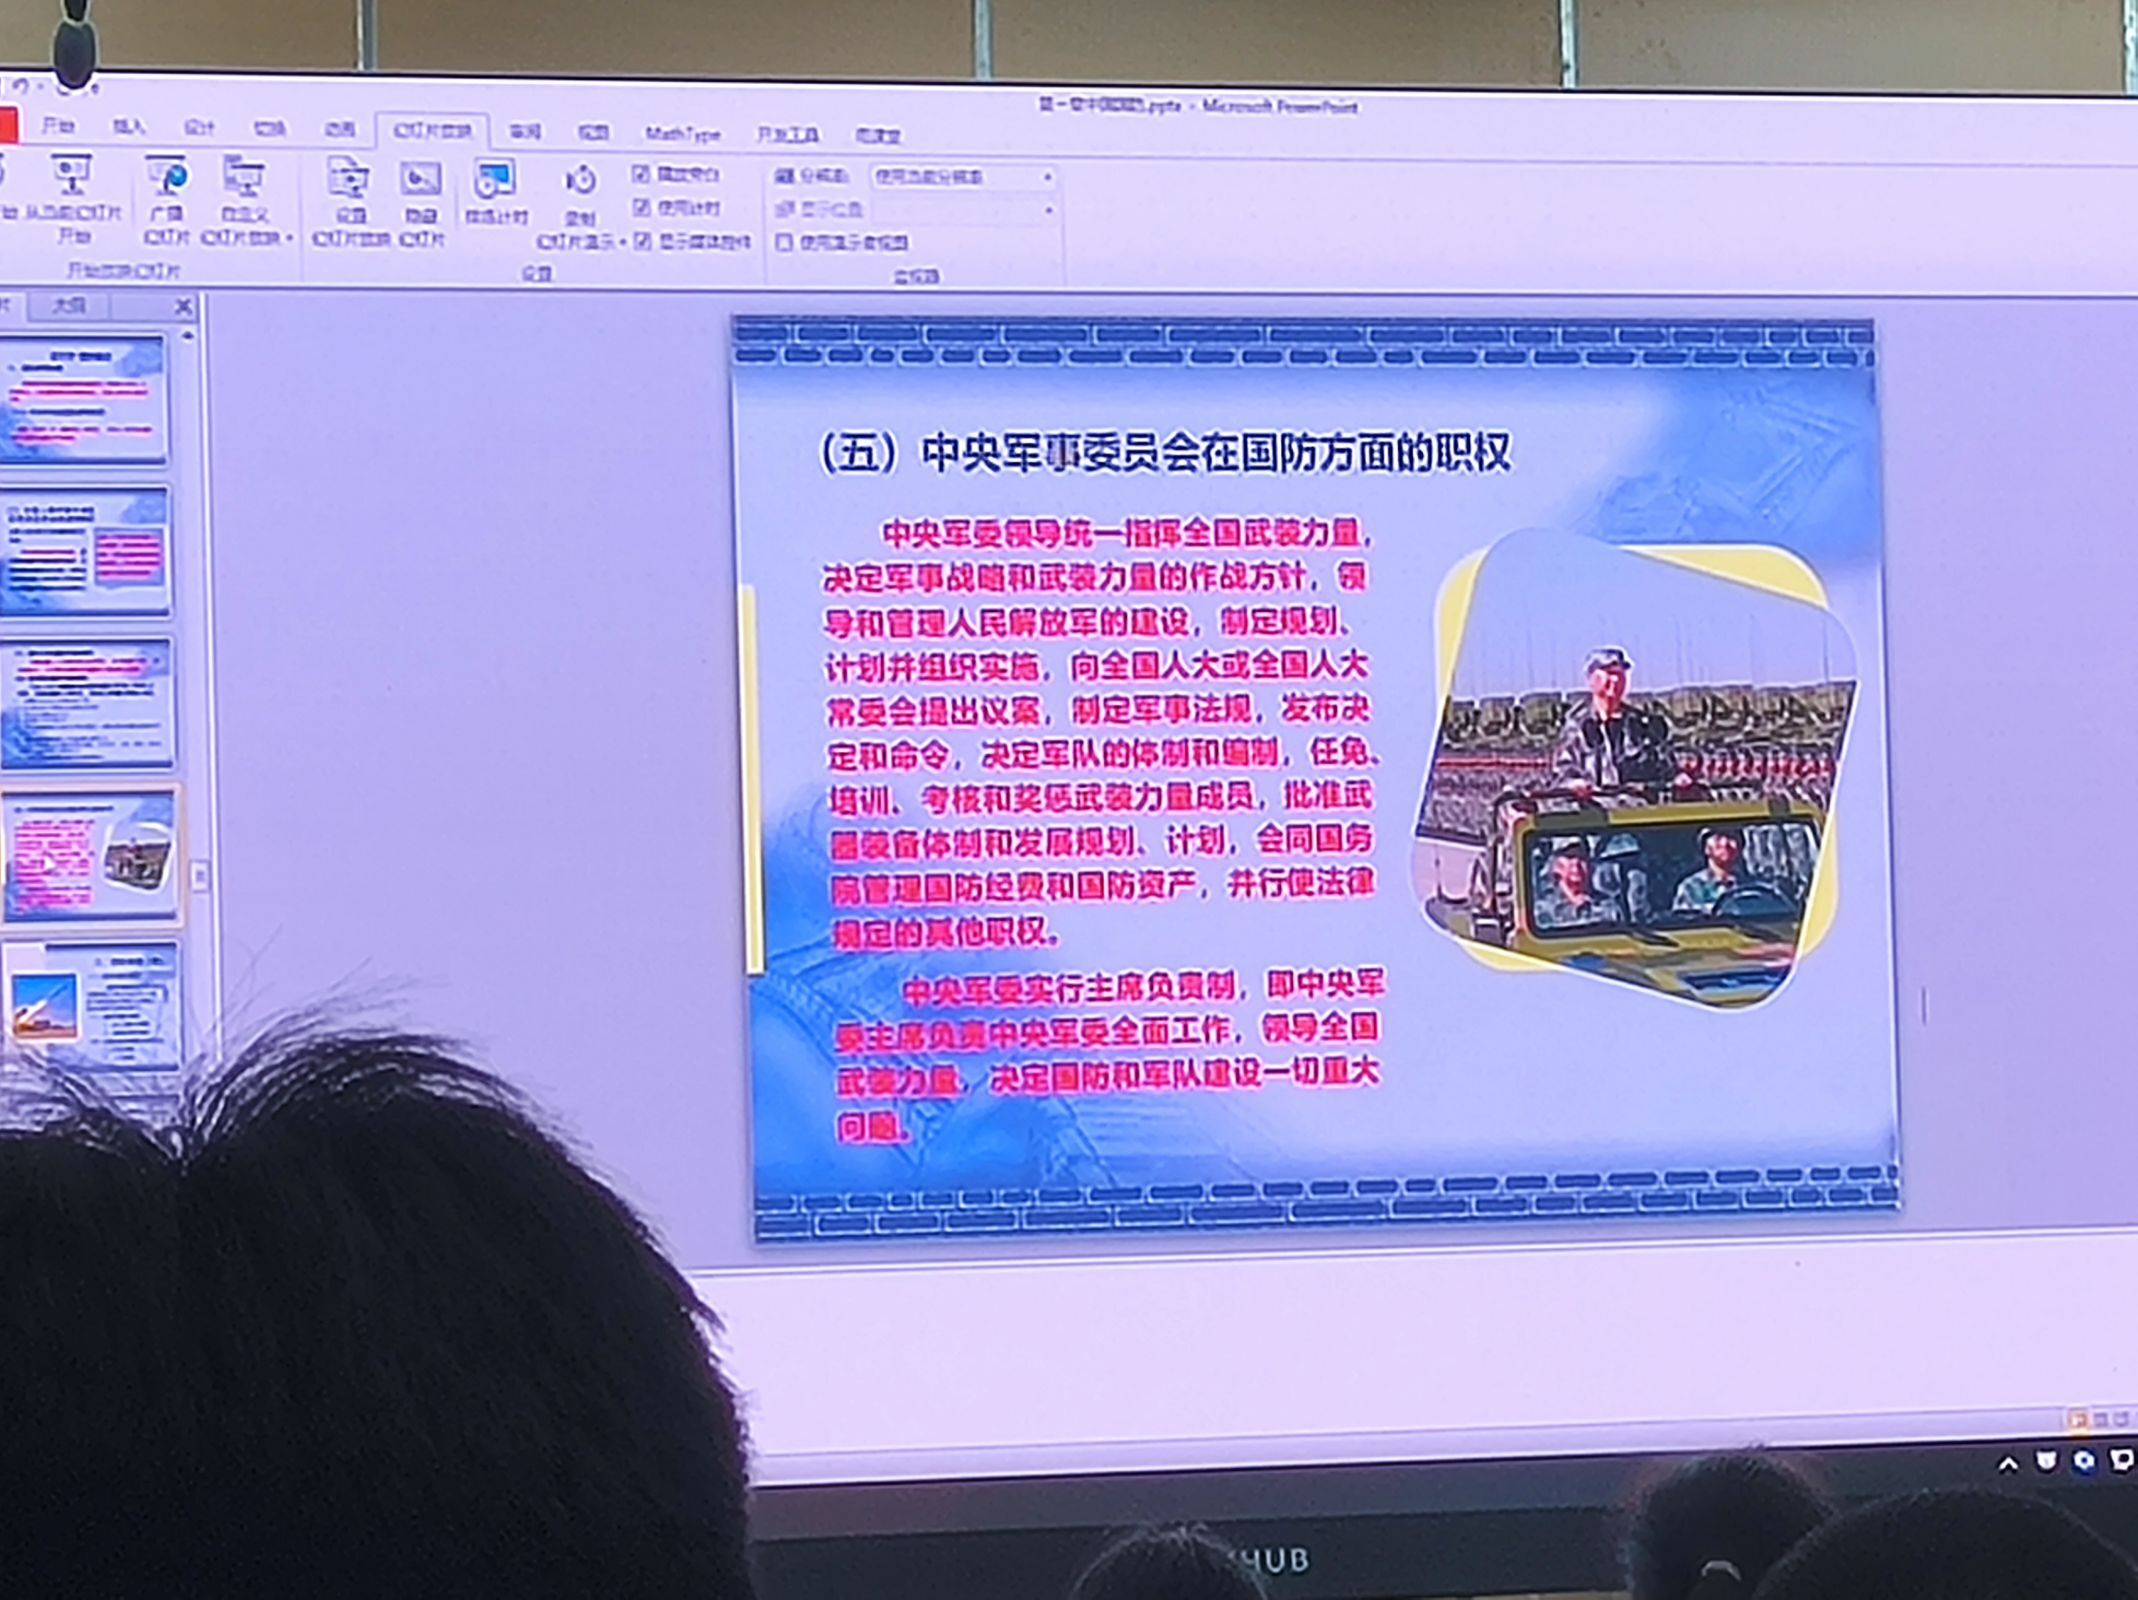 第一章中国国防.pptx - Microsoft PowerPoint
开始 插入 设计 切换 动画 幻灯片放映 审阅 视图 MathType 开发工具 雨课堂
从当前幻灯片
开始
广播
幻灯片
自定义
幻灯片放映
设置
幻灯片放映
隐藏
幻灯片
排练计时
录制
幻灯片演示
播放旁白
使用计时
显示媒体控件
分辨率: 使用当前分辨率
显示位置:
使用演示者视图
开始放映幻灯片
设置
监视器
大纲
（五）中央军事委员会在国防方面的职权
中央军委领导统一指挥全国武装力量，
决定军事战略和武装力量的作战方针，领
导和管理人民解放军的建设，制定规划、
计划并组织实施，向全国人大或全国人大
常委会提出议案，制定军事法规，发布决
定和命令，决定军队的体制和编制，任免、
培训、考核和奖惩武装力量成员，批准武
器装备体制和发展规划、计划，会同国务
院管理国防经费和国防资产，并行使法律
规定的其他职权。
中央军委实行主席负责制，即中央军
委主席负责中央军委全面工作，领导全国
武装力量，决定国防和军队建设一切重大
问题。
HUB